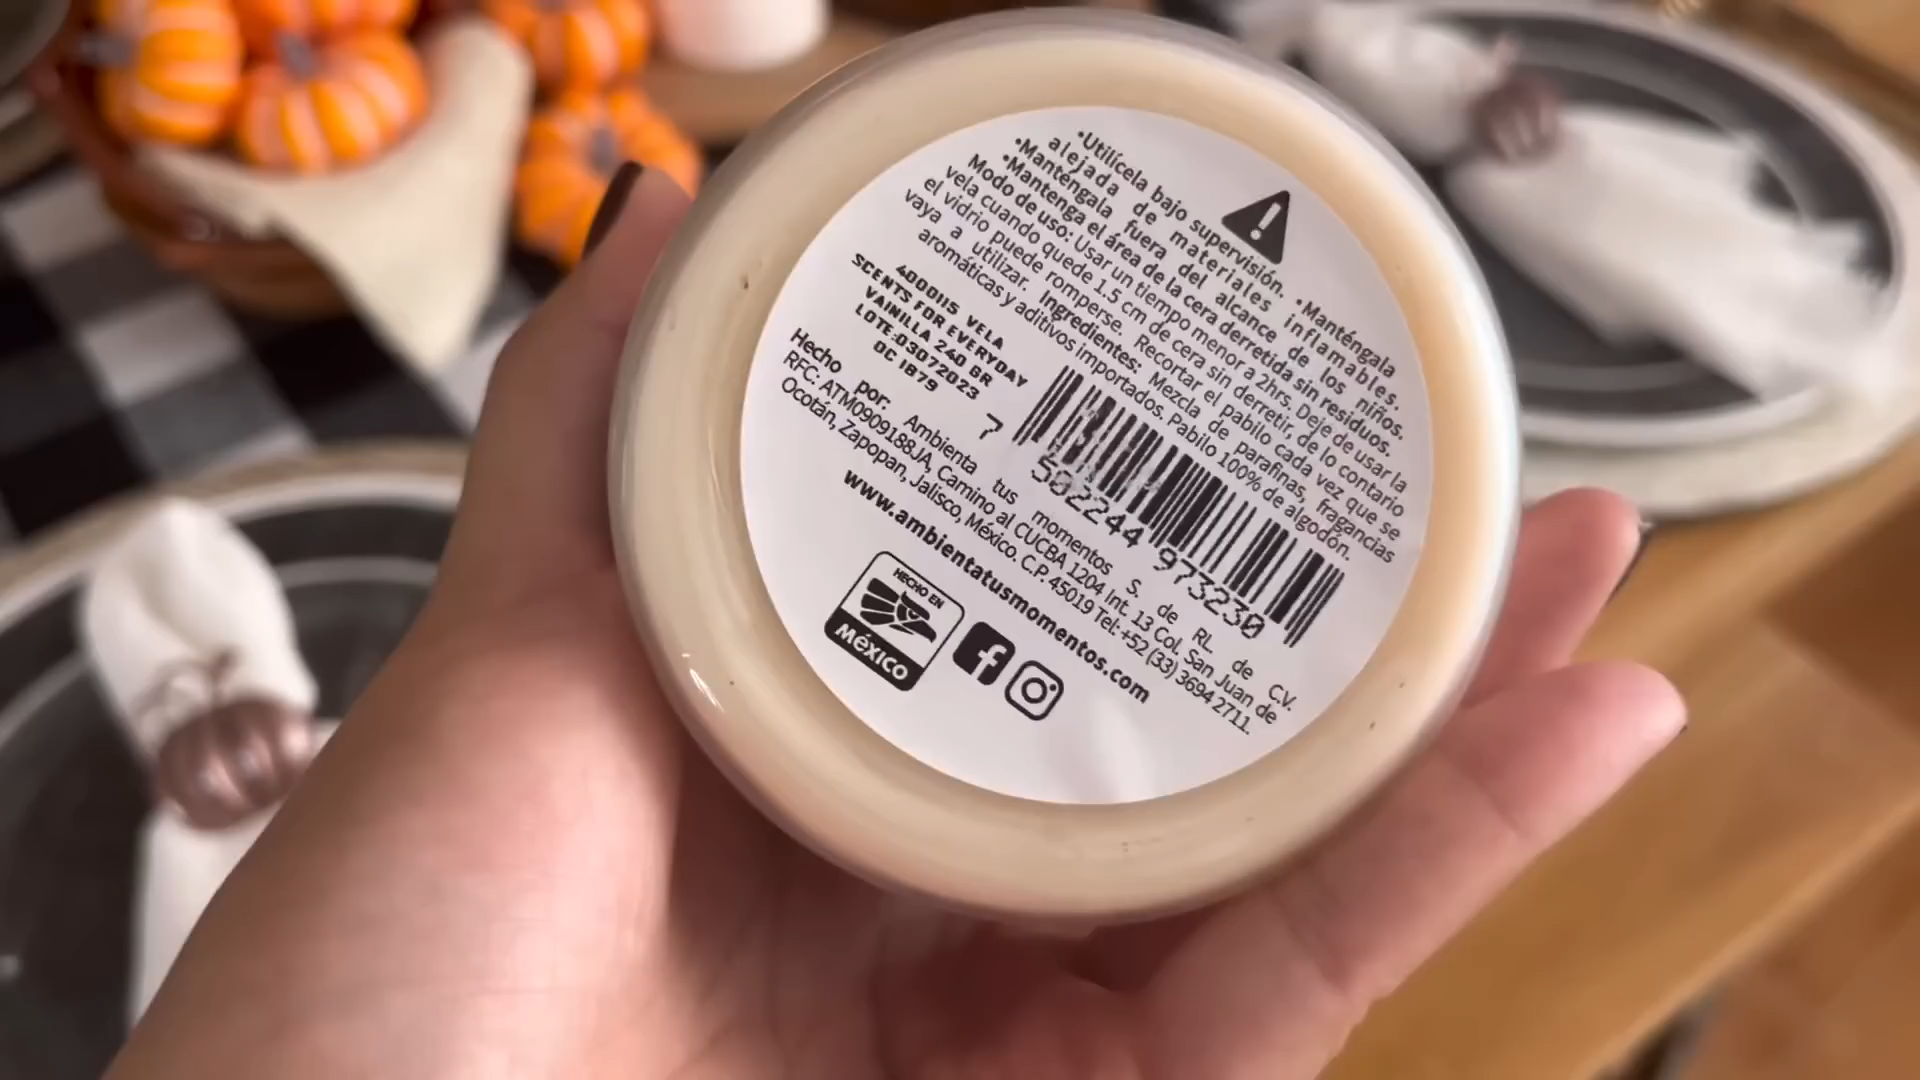 •Utilícela bajo supervisión. •Manténgala
alejada de materiales inflamables.
•Manténgala fuera del alcance de los niños.
•Mantenga el área de la cera derretida sin residuos.
Modo de uso: Usar un tiempo menor a 2hrs. Deje de usar la
vela cuando quede 1.5 cm de cera sin derretir, de lo contario
el vidrio puede romperse. Recortar el pabilo cada vez que se
vaya a utilizar. Ingredientes: Mezcla de parafinas, fragancias
aromáticas y aditivos importados. Pabilo 100% de algodón.
4000115 VELA
SCENTS FOR EVERYDAY
VAINILLA 240 GR
LOTE:03072023
OC 1879
7 502244 973230
Hecho por: Ambienta tus momentos S. de RL. de C.V.
RFC: ATM0909188JA, Camino al CUCBA 1204 Int. 13 Col. San Juan de
Ocotán, Zapopan, Jalisco, México. C.P. 45019 Tel:+52 (33) 3694 2711.
www.ambientatusmomentos.com
HECHO EN
MÉXICO